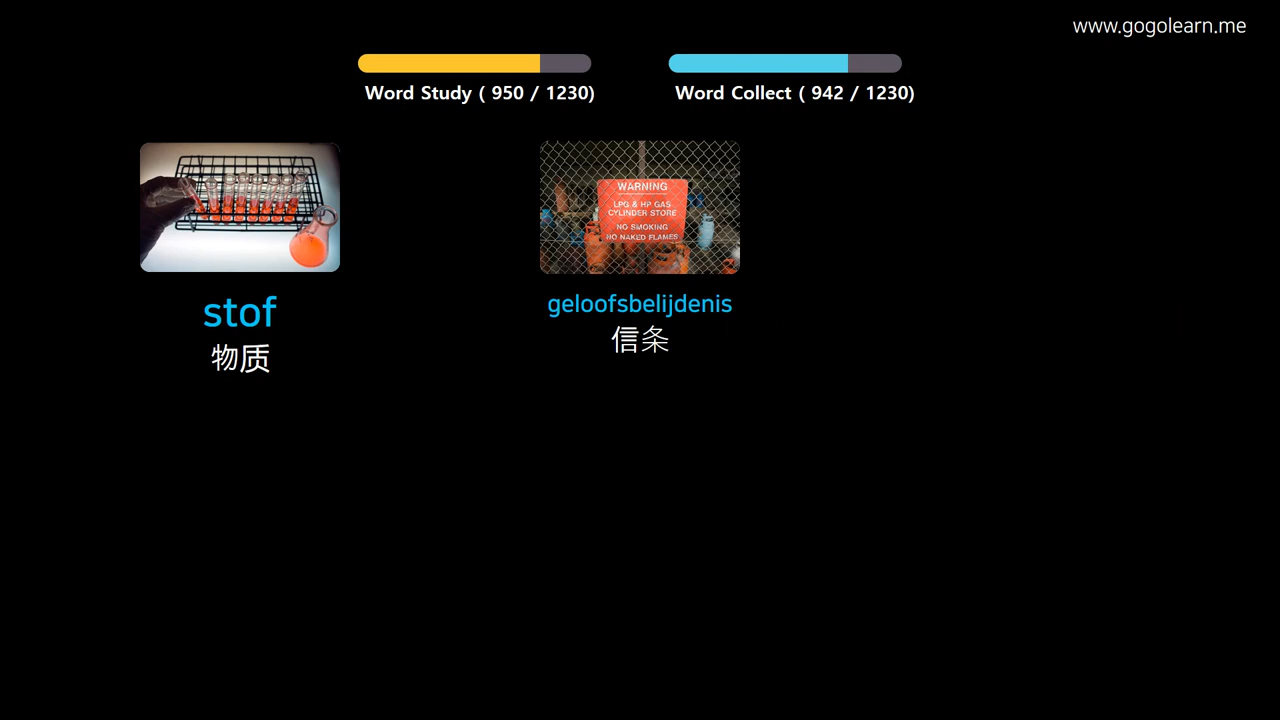 www.gogolearn.me
Word Study ( 950 / 1230)
Word Collect ( 942 / 1230)
WARNING
LPG & HP GAS
CYLINDER STORE
NO SMOKING
NO NAKED FLAMES
stof
物质
geloofsbelijdenis
信条